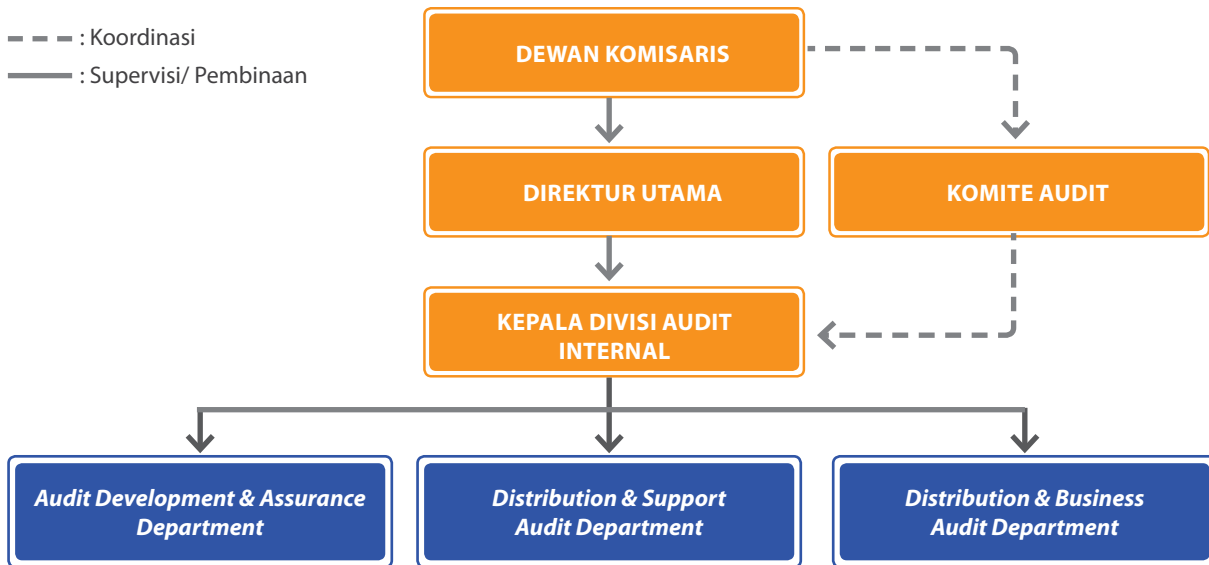 : Koordinasi
: Supervisi/ Pembinaan
DEWAN KOMISARIS
DIREKTUR UTAMA
KOMITE AUDIT
KEPALA DIVISI AUDIT
INTERNAL
Audit Development & Assurance
Department
Distribution & Support
Audit Department
Distribution & Business
Audit Department